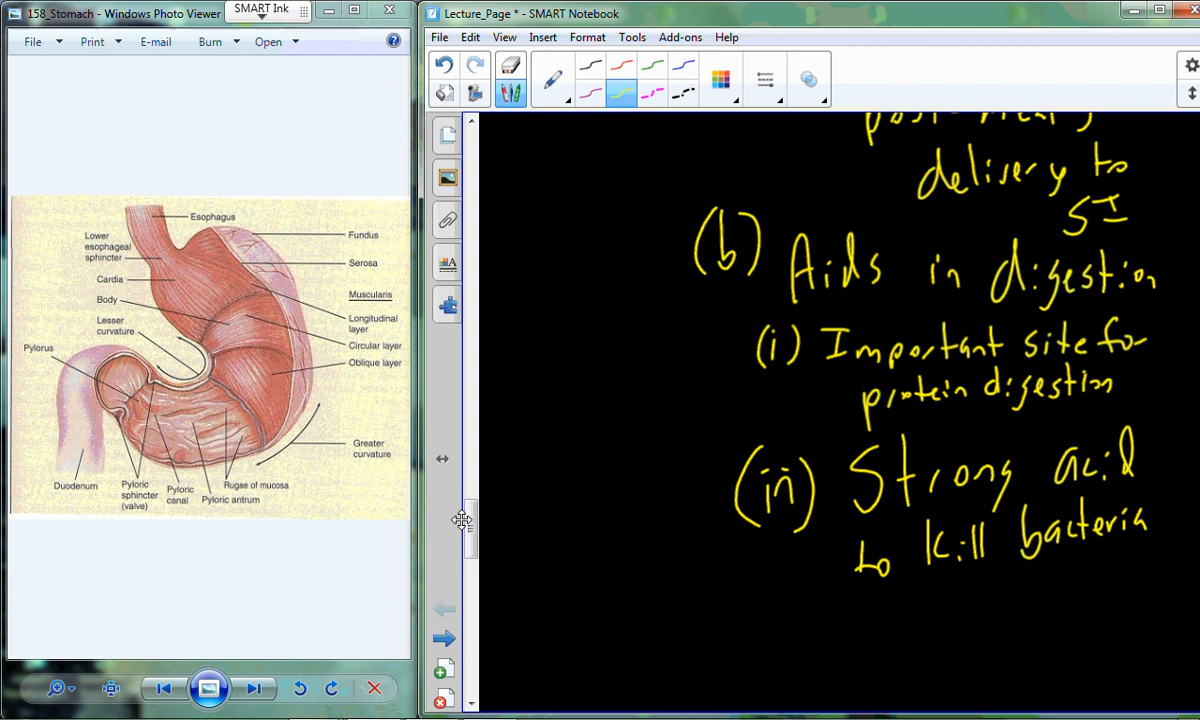 158_Stomach - Windows Photo Viewer
SMART Ink
File Print E-mail Burn Open
Esophagus
Lower
esophageal
sphincter
Fundus
Serosa
Cardia
Body
Muscularis
Lesser
curvature
Longitudinal
layer
Pylorus
Circular layer
Oblique layer
Greater
curvature
Duodenum
Pyloric
sphincter
(valve)
Pyloric
canal
Rugae of mucosa
Pyloric antrum
Lecture_Page * - SMART Notebook
File Edit View Insert Format Tools Add-ons Help
delivery to
SI
(b) Aids in digestion
(i) Important site for
protein digestion
(ii) Strong acid
to kill bacteria